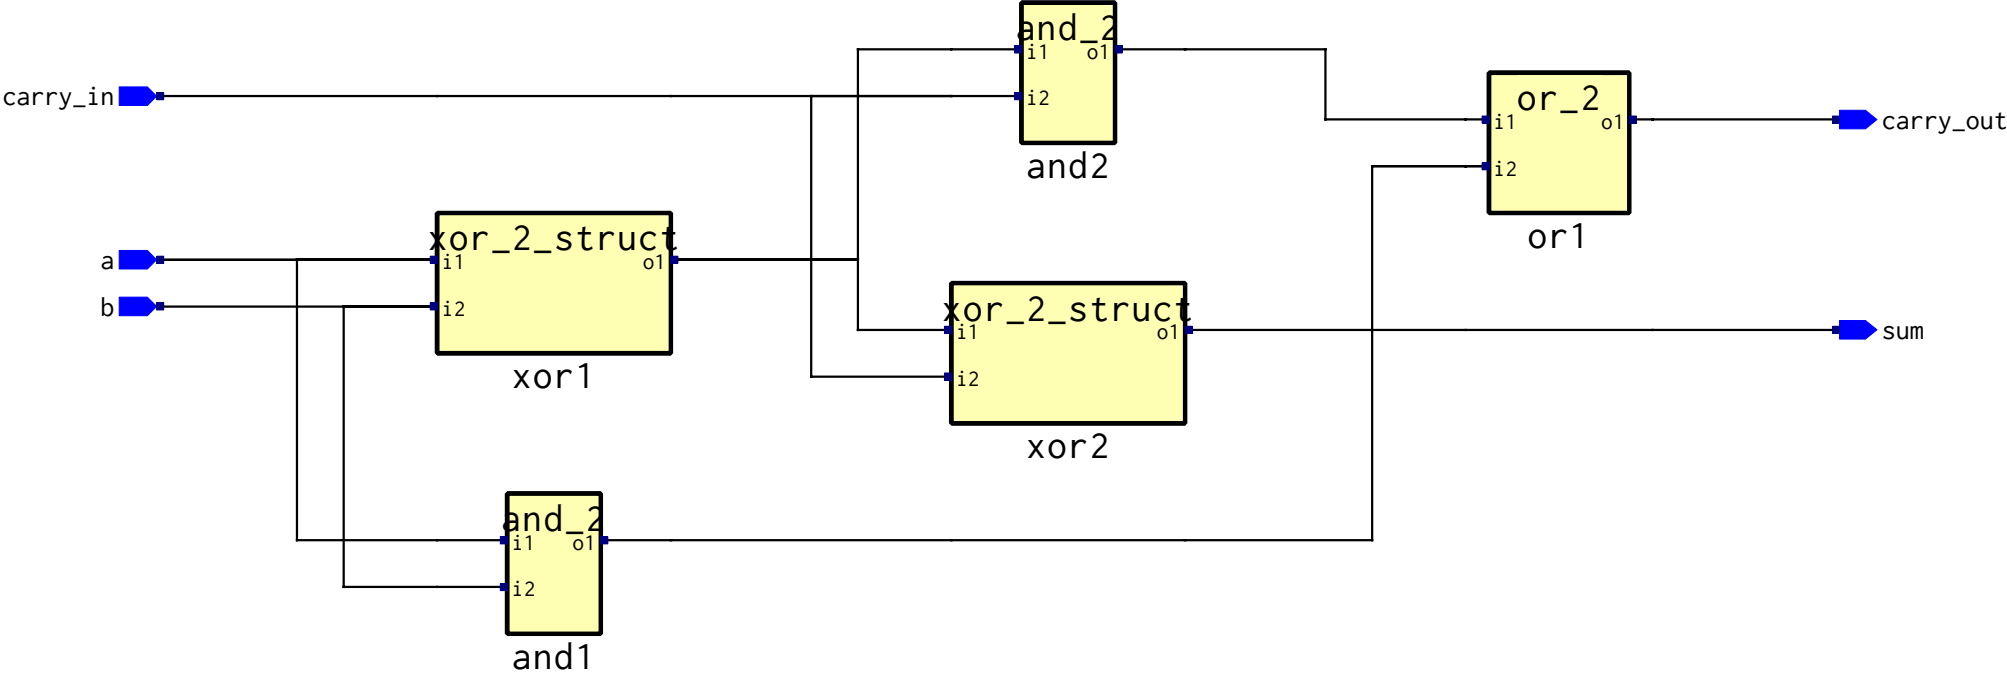 and_2
i1
o1
i2
and2
carry_in
or_2
i1
o1
i2
or1
carry_out
xor_2_struct
i1
o1
i2
xor1
a
b
xor_2_struct
i1
o1
i2
xor2
sum
and_2
i1
o1
i2
and1